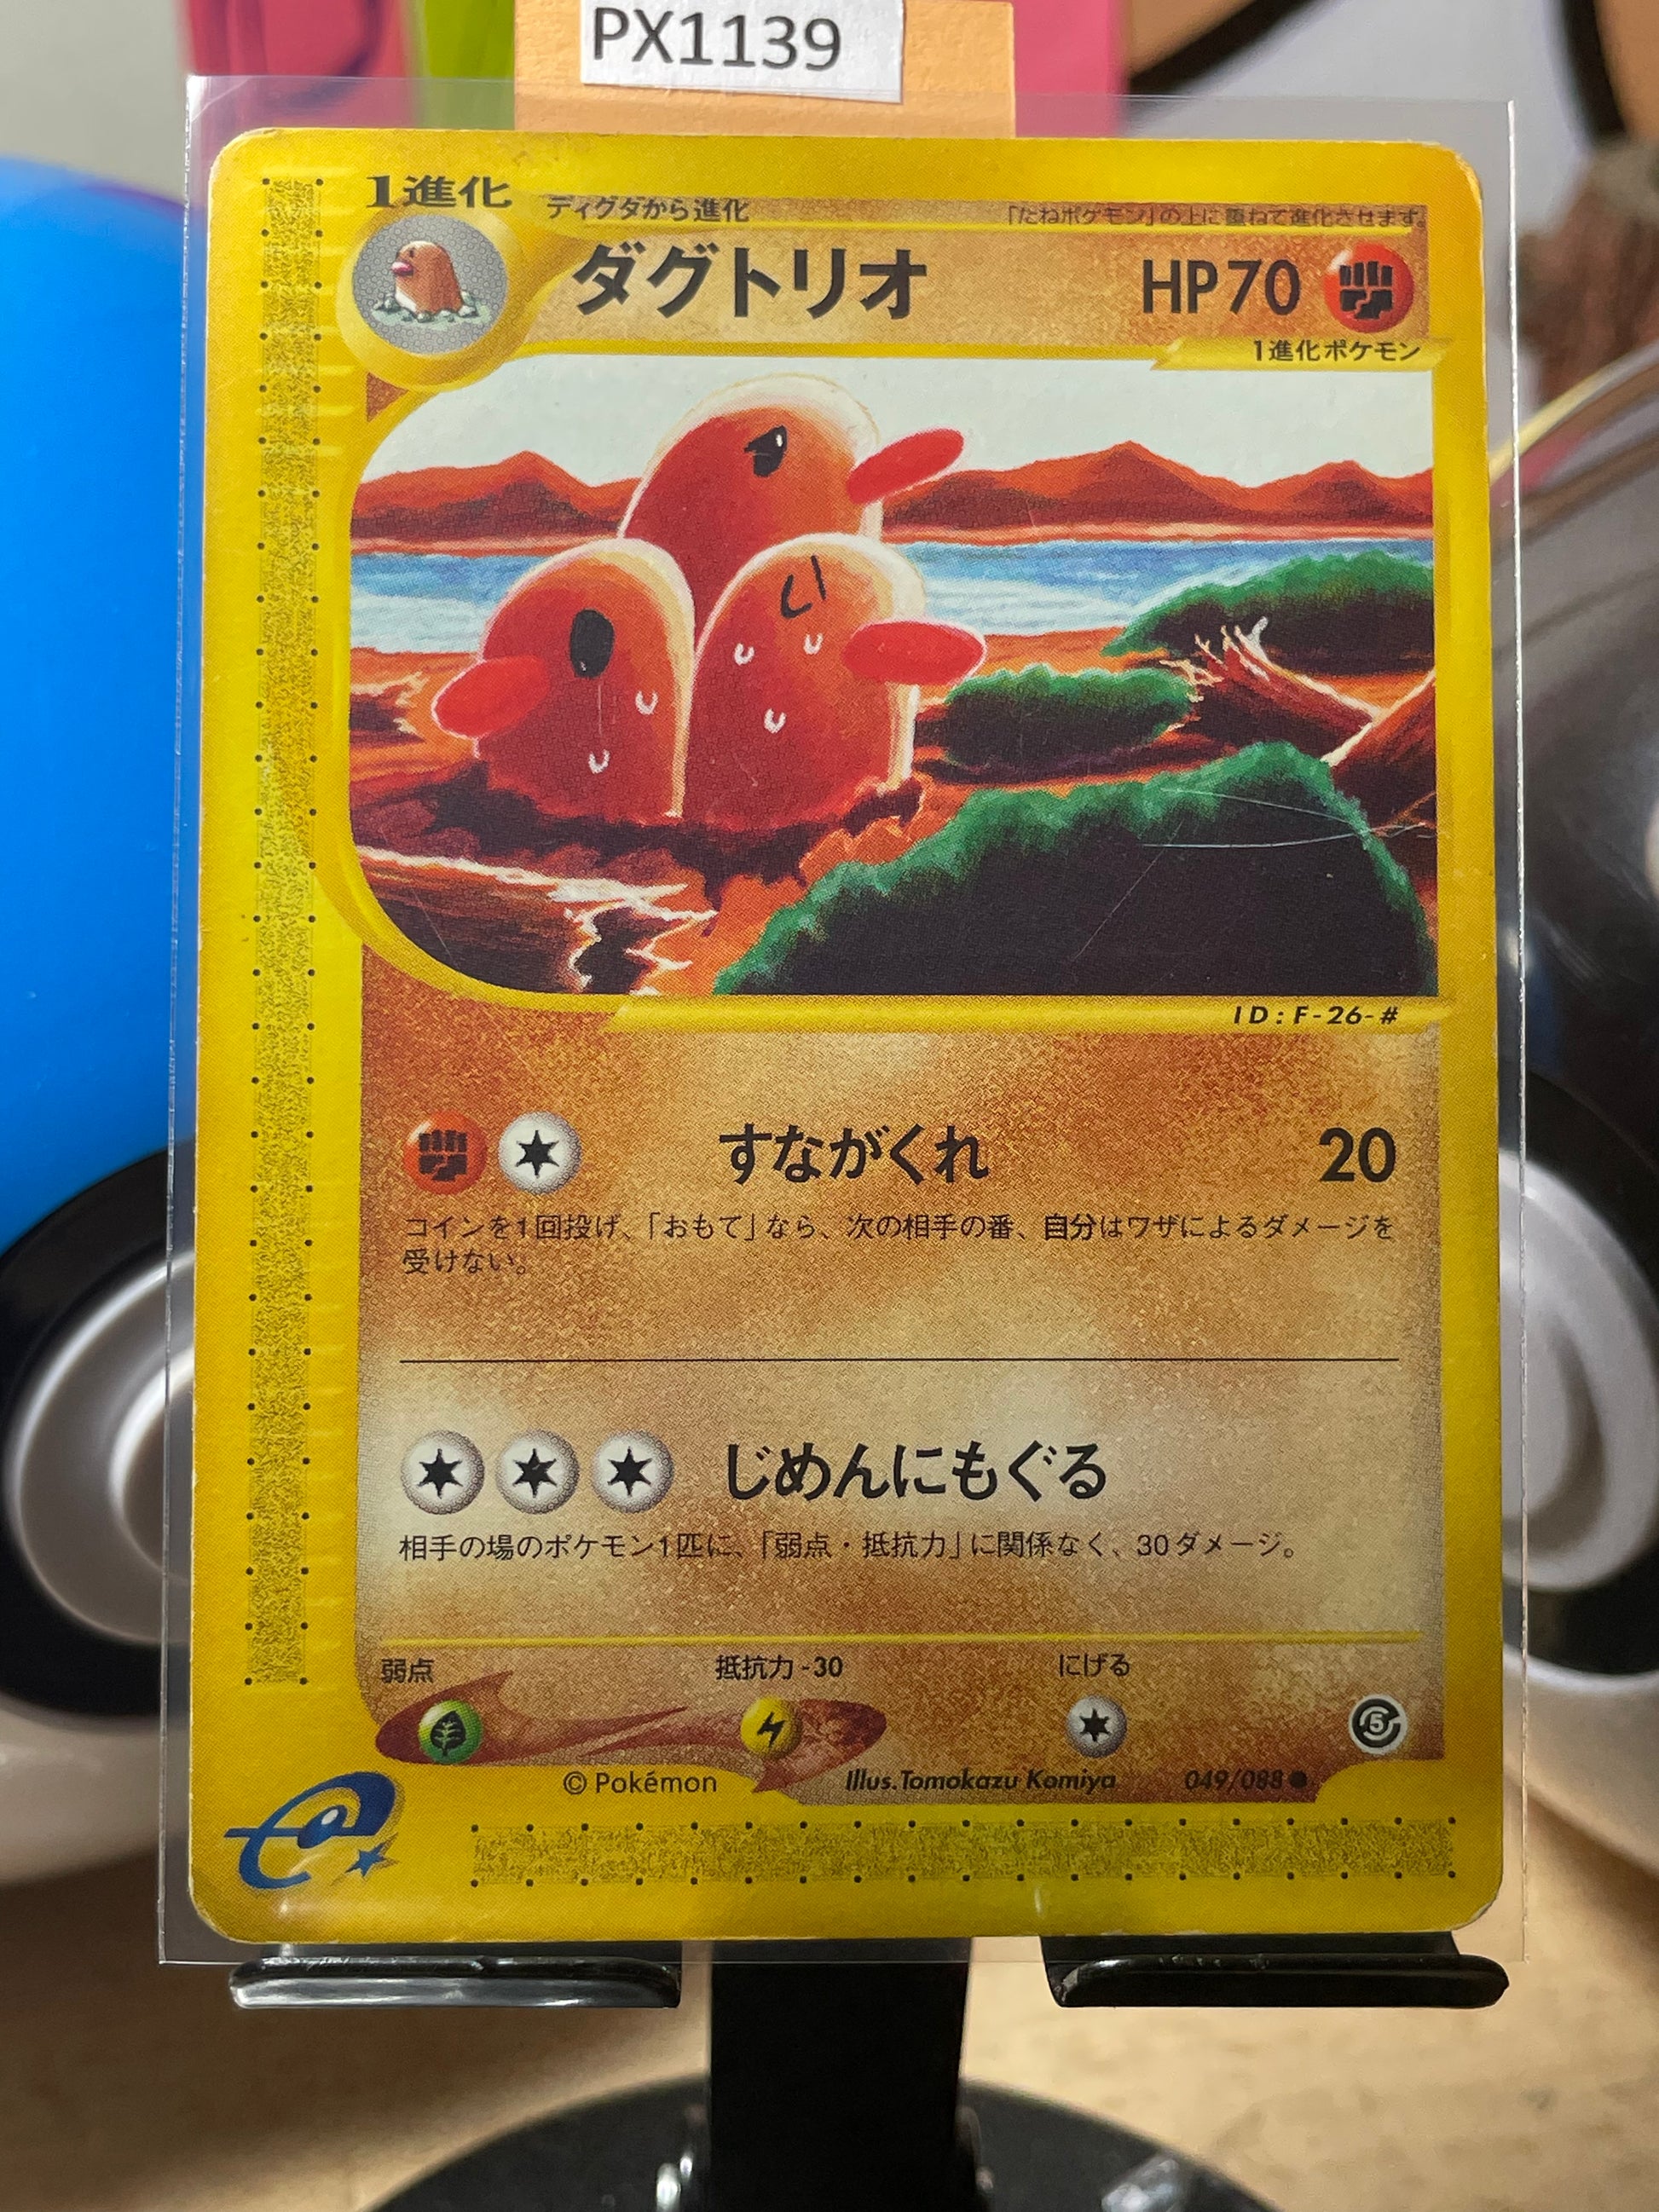 PX1139
1進化
ディグダから進化
「たねポケモン」の上に重ねて進化させます。
ダグトリオ
HP70
1進化ポケモン
ID:F-26-#
すながくれ 20
コインを1回投げ、「おもて」なら、次の相手の番、自分はワザによるダメージを
受けない。
じめんにもぐる
相手の場のポケモン1匹に、「弱点・抵抗力」に関係なく、30ダメージ。
弱点 抵抗力-30 にげる
5
© Pokémon Illus.Tomokazu Komiya 049/088 ●
e